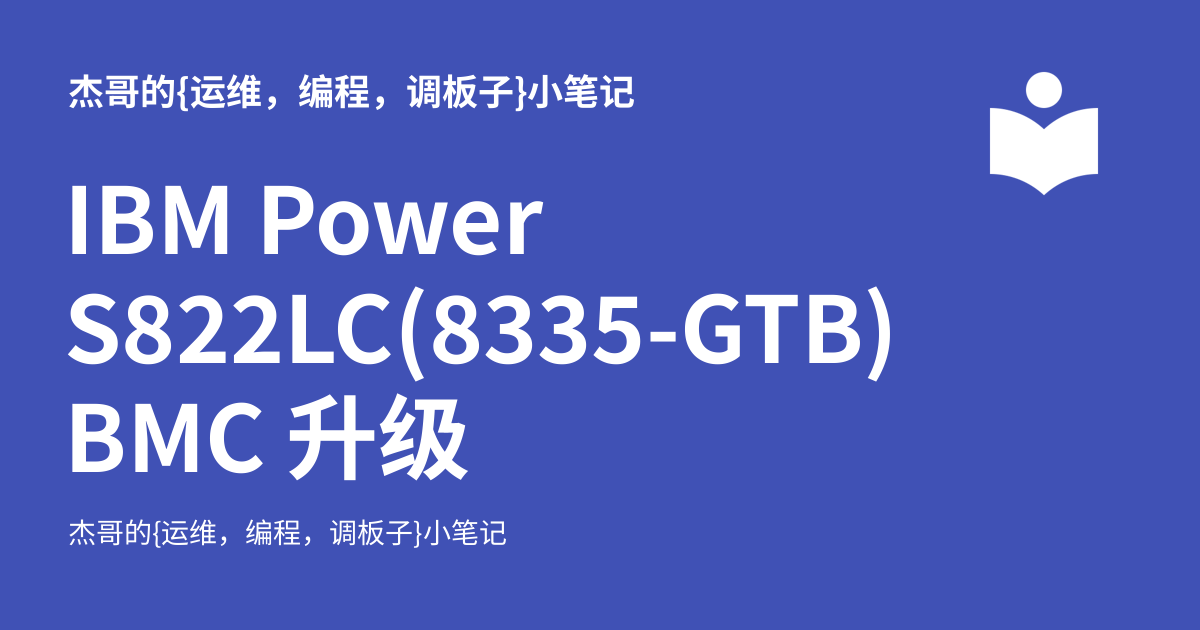 杰哥的{运维，编程，调板子}小笔记
IBM Power
S822LC(8335-GTB)
BMC 升级
杰哥的{运维，编程，调板子}小笔记